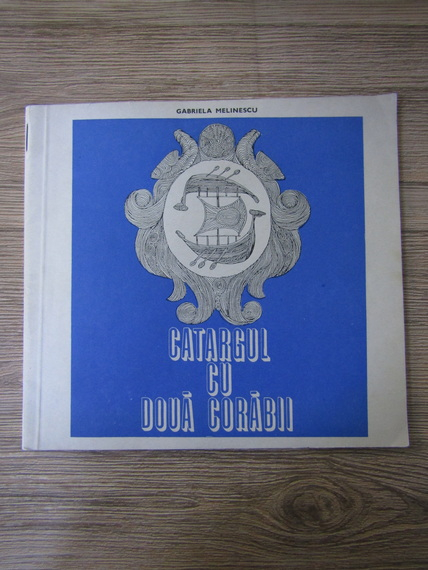 GABRIELA MELINESCU
CATARGUL
CU
DOUĂ CORĂBII